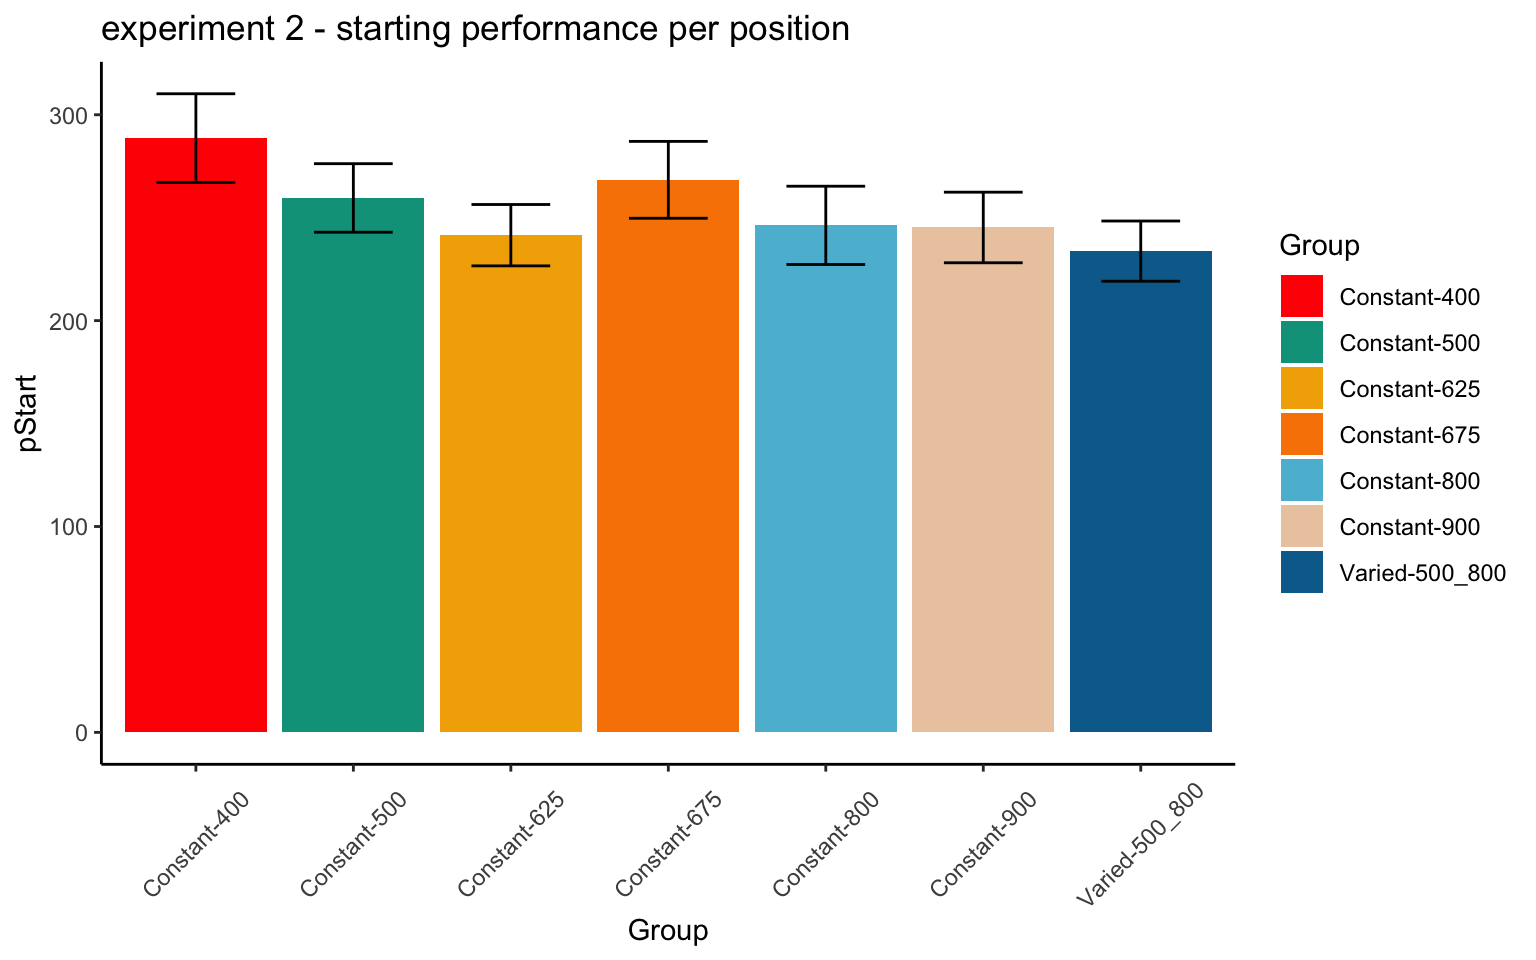 experiment 2 - starting performance per position
pStart
300
200
100
0
Constant-400
Constant-500
Constant-625
Constant-675
Constant-800
Constant-900
Varied-500_800
Group
Group
Constant-400
Constant-500
Constant-625
Constant-675
Constant-800
Constant-900
Varied-500_800